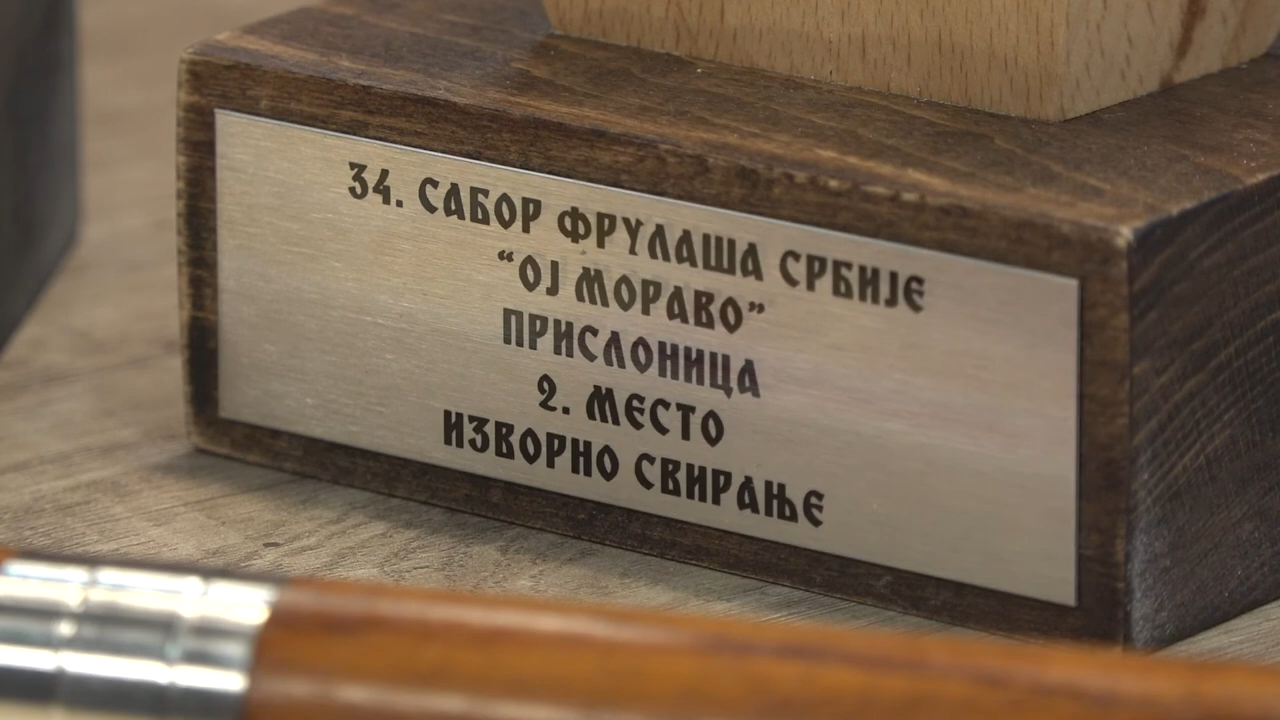 34. САБОР ФРУЛАША СРБИЈЕ
“ОЈ МОРАВО”
ПРИСЛОНИЦА
2. МЕСТО
ИЗВОРНО СВИРАЊЕ